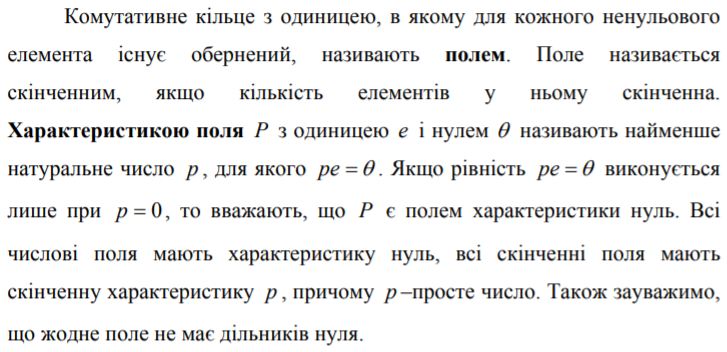 Комутативне кільце з одиницею, в якому для кожного ненульового
елемента існує обернений, називають полем. Поле називається
скінченним, якщо кількість елементів у ньому скінченна.
Характеристикою поля P з одиницею e і нулем θ називають найменше
натуральне число p, для якого pe = θ. Якщо рівність pe = θ виконується
лише при p = 0, то вважають, що P є полем характеристики нуль. Всі
числові поля мають характеристику нуль, всі скінченні поля мають
скінченну характеристику p, причому p –просте число. Також зауважимо,
що жодне поле не має дільників нуля.